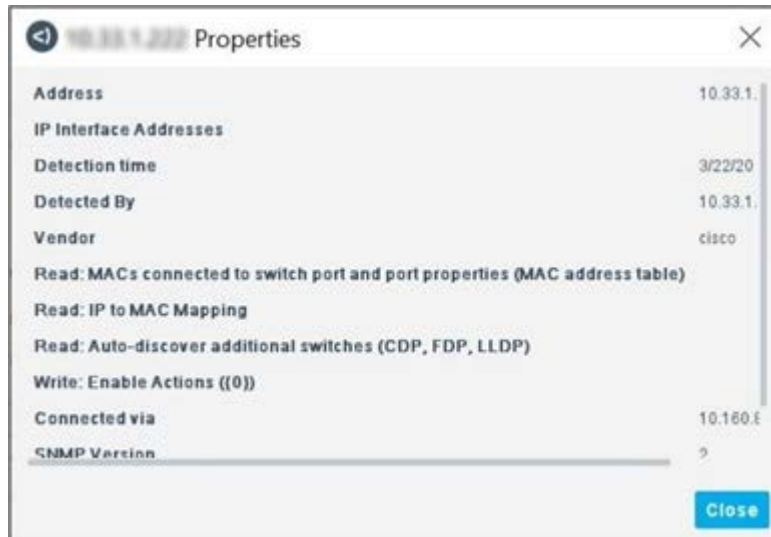 Properties
Address 10.33.1.
IP Interface Addresses
Detection time 3/22/20
Detected By 10.33.1.
Vendor cisco
Read: MACs connected to switch port and port properties (MAC address table)
Read: IP to MAC Mapping
Read: Auto-discover additional switches (CDP, FDP, LLDP)
Write: Enable Actions ({0})
Connected via 10.160.
SNMP Version 2
Close